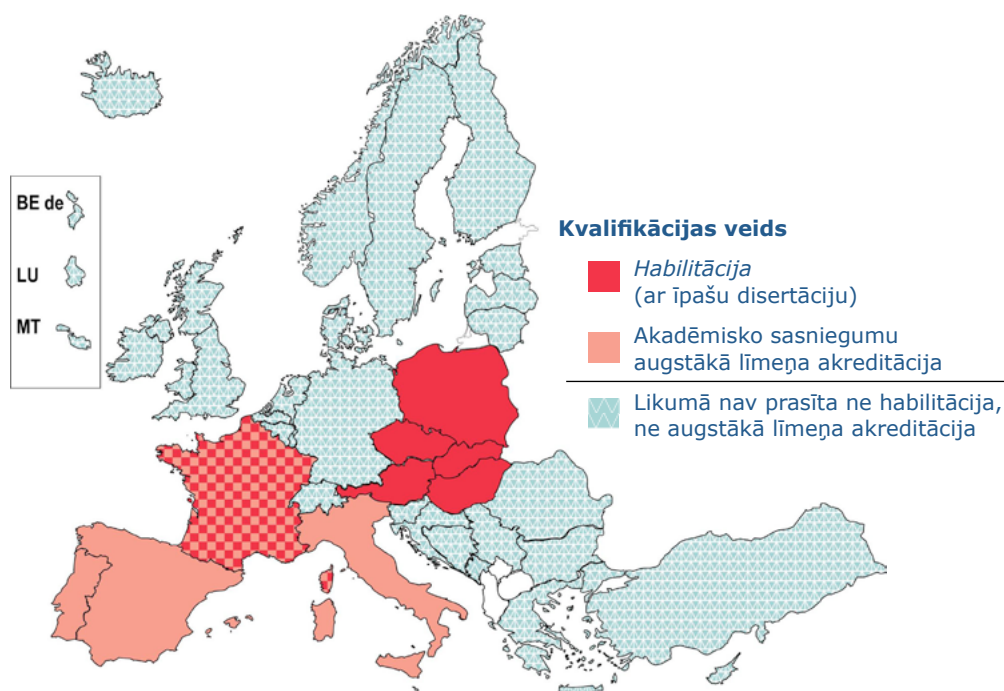 BE de
LU
MT
Kvalifikācijas veids
Habilitācija
(ar īpašu disertāciju)
Akadēmisko sasniegumu
augstākā līmeņa akreditācija
Likumā nav prasīta ne habilitācija,
ne augstākā līmeņa akreditācija